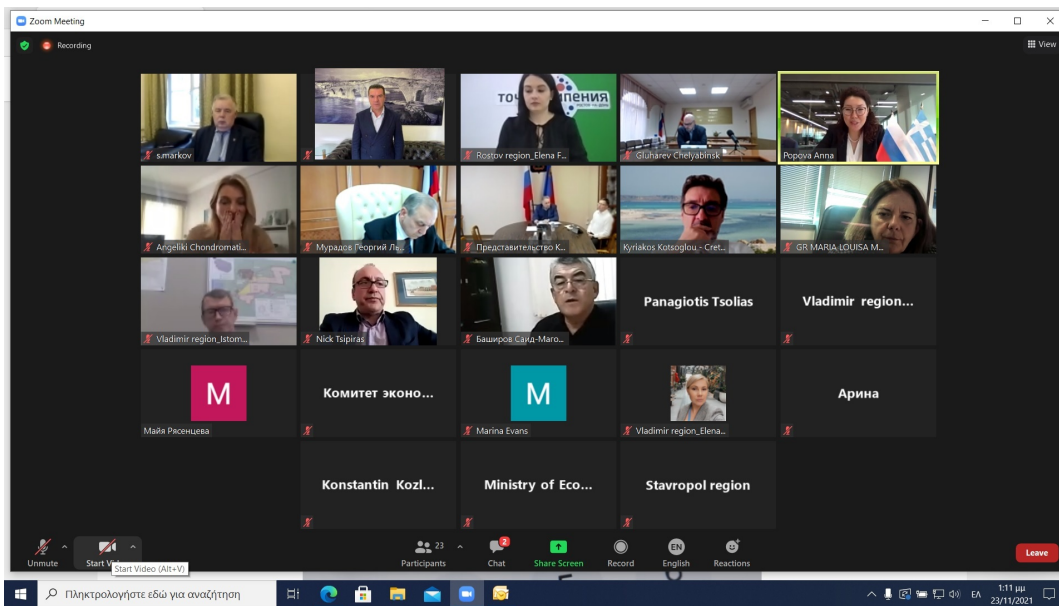 Zoom Meeting
Recording
View
s.markov
Rostov region_Elena F...
Gluharev Chelyabinsk
Popova Anna
Angeliki Chondromati...
Мурадов Георгий Ль...
Представительство К...
Kyriakos Kotsoglou - Cret...
GR MARIA LOUISA M...
Vladimir region_Istom...
Nick Tsipiras
Баширов Саид-Маго...
Panagiotis Tsolias
Vladimir region...
M
Майя Рясенцева
Комитет эконо...
M
Marina Evans
Vladimir region_Elena...
Арина
Konstantin Kozl...
Ministry of Eco...
Stavropol region
Unmute
Start
Start Video (Alt+V)
23
Participants
2
Chat
Share Screen
Record
EN
English
Reactions
Leave
Πληκτρολογήστε εδώ για αναζήτηση
ΕΛ
1:11 μμ
23/11/2021